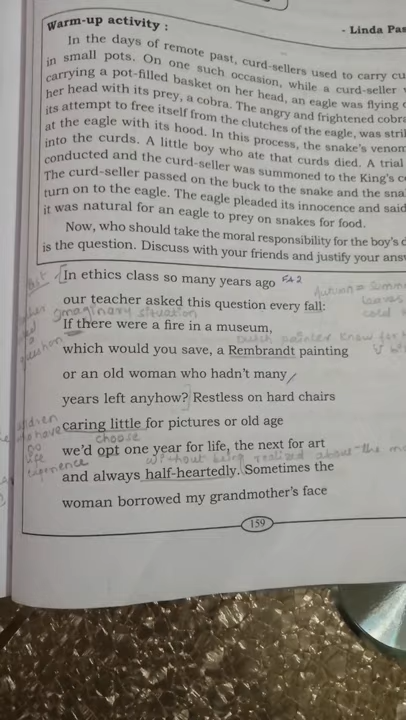 Warm-up activity :
- Linda Pas
In the days of remote past, curd-sellers used to carry cu
in small pots. On one such occasion, while a curd-seller
carrying a pot-filled basket on her head, an eagle was flying
her head with its prey, a cobra. The angry and frightened cobra
its attempt to free itself from the clutches of the eagle, was stri
at the eagle with its hood. In this process, the snake's venom
into the curds. A little boy who ate that curds died. A trial
conducted and the curd-seller was summoned to the King's c
The curd-seller passed on the buck to the snake and the sna
turn on to the eagle. The eagle pleaded its innocence and said
it was natural for an eagle to prey on snakes for food.
Now, who should take the moral responsibility for the boy's d
is the question. Discuss with your friends and justify your ans
In ethics class so many years ago
our teacher asked this question every fall:
imaginary situation
If there were a fire in a museum,
question
which would you save, a Rembrandt painting
or an old woman who hadn't many
years left anyhow? Restless on hard chairs
caring little for pictures or old age
choose
we'd opt one year for life, the next for art
without being realized about the
experience
and always half-heartedly. Sometimes the
woman borrowed my grandmother's face
159